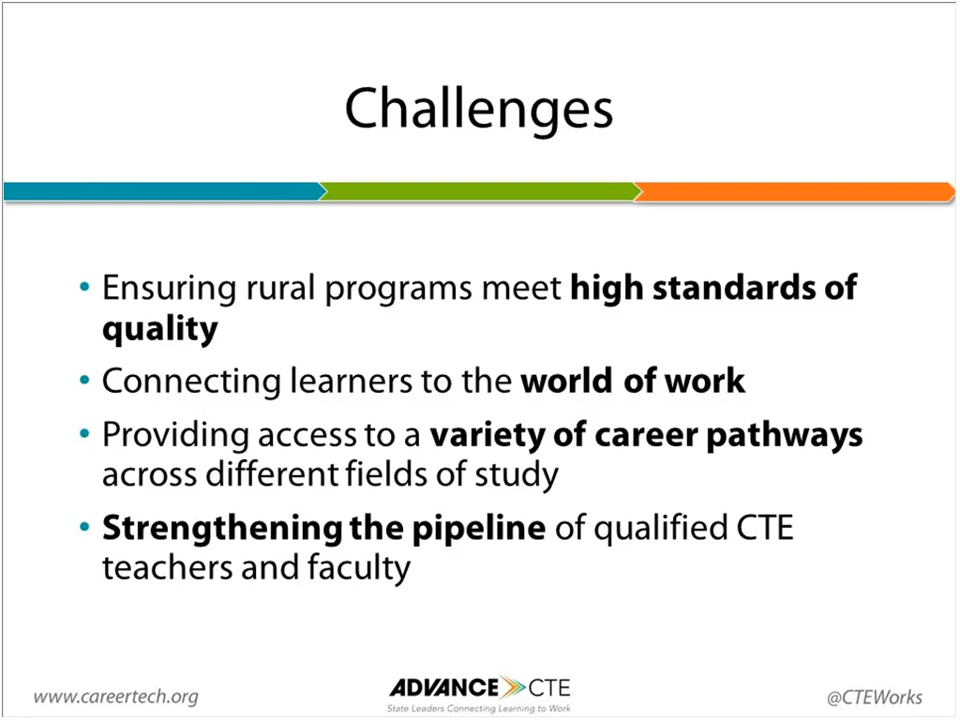 Challenges
• Ensuring rural programs meet high standards of
quality
• Connecting learners to the world of work
• Providing access to a variety of career pathways
across different fields of study
• Strengthening the pipeline of qualified CTE
teachers and faculty
www.careertech.org
ADVANCE CTE
State Leaders Connecting Learning to Work
@CTEWorks